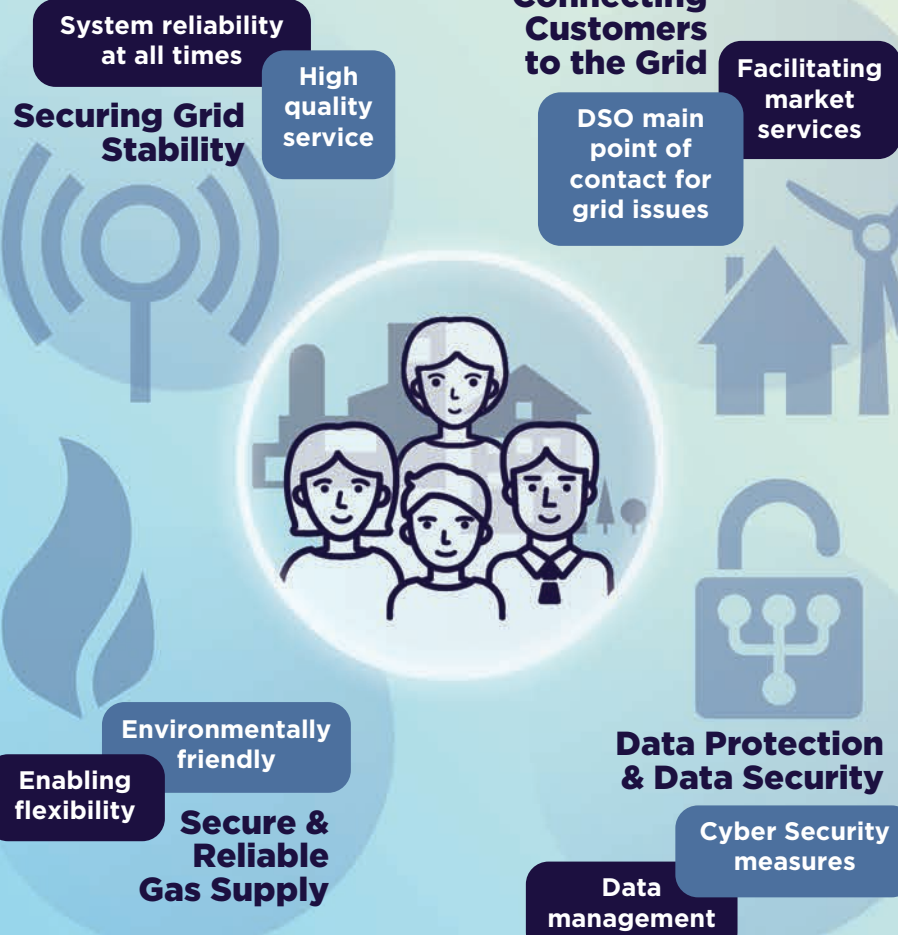 System reliability
at all times
High
quality
service
Securing Grid
Stability
Connecting
Customers
to the Grid
Facilitating
market
services
DSO main
point of
contact for
grid issues
Environmentally
friendly
Enabling
flexibility
Secure &
Reliable
Gas Supply
Data Protection
& Data Security
Cyber Security
measures
Data
management